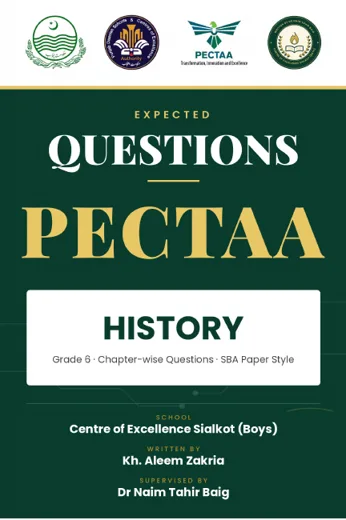 Authority
PECTAA
Transformation, Innovation and Excellence
EXPECTED
QUESTIONS
PECTAA
HISTORY
Grade 6 · Chapter-wise Questions · SBA Paper Style
SCHOOL
Centre of Excellence Sialkot (Boys)
WRITTEN BY
Kh. Aleem Zakria
SUPERVISED BY
Dr Naim Tahir Baig